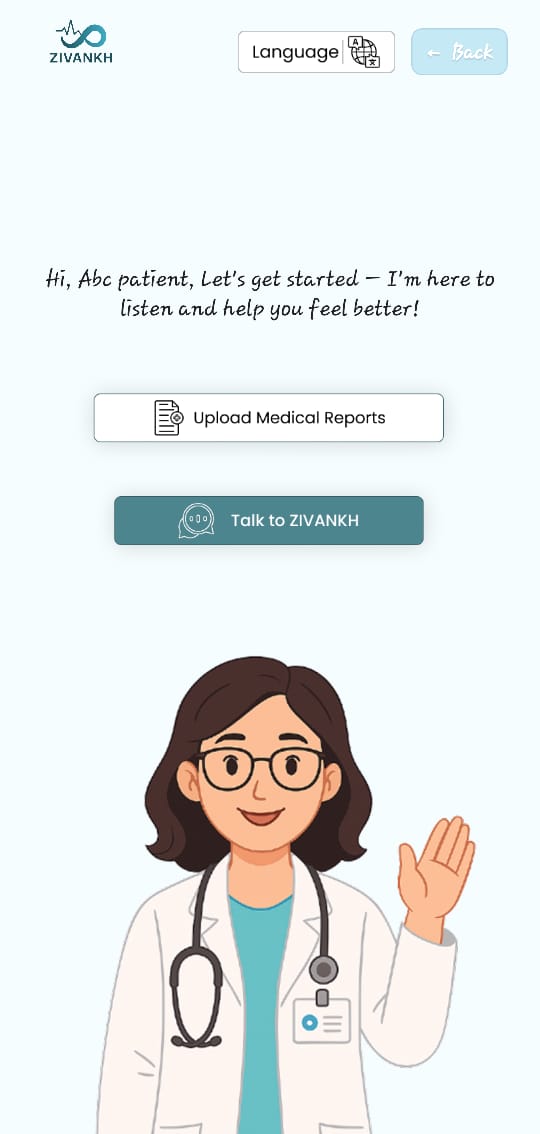 ZIVANKH
Language
← Back
Hi, Abc patient, Let's get started – I'm here to
listen and help you feel better!
Upload Medical Reports
Talk to ZIVANKH